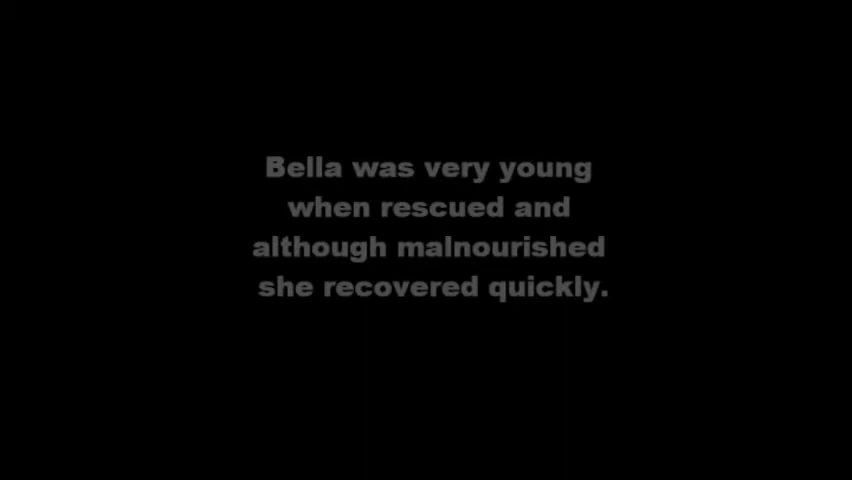 Bella was very young
when rescued and
although malnourished
she recovered quickly.